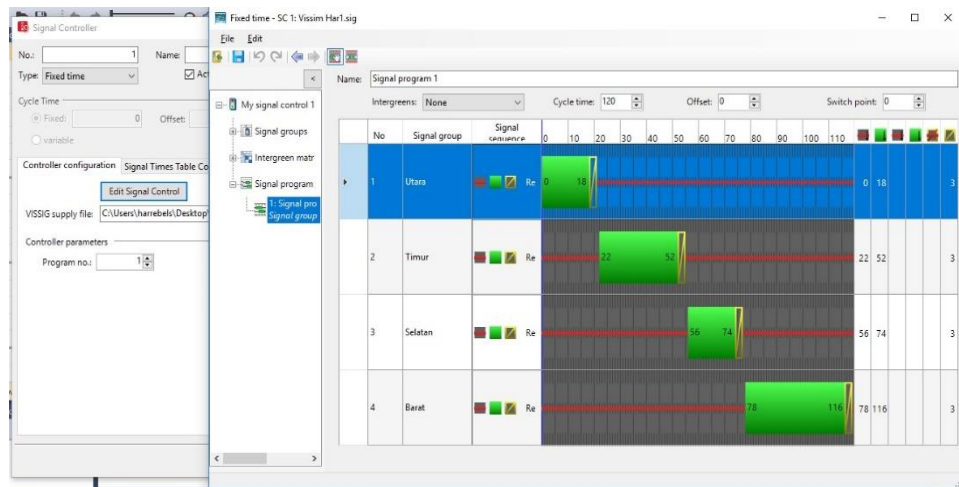 Signal Controller
No.: 1 Name:
Type: Fixed time Act
Cycle Time
Fixed: 0 Offset:
variable
Controller configuration Signal Times Table Co
Edit Signal Control
VISSIG supply file: C:\Users\harrebels\Desktop\
Controller parameters
Program no.: 1
Fixed time - SC 1: Vissim Har1.sig
File Edit
<
My signal control 1
Signal groups
Intergreen matr
Signal program
1: Signal pro
Signal group
< >
Name: Signal program 1
Intergreens: None Cycle time: 120 Offset: 0 Switch point: 0
No Signal group Signal sequence 0 10 20 30 40 50 60 70 80 90 100 110
1 Utara Re 0 18 0 18 3
2 Timur Re 22 52 22 52 3
3 Selatan Re 56 74 56 74 3
4 Barat Re 78 116 78 116 3